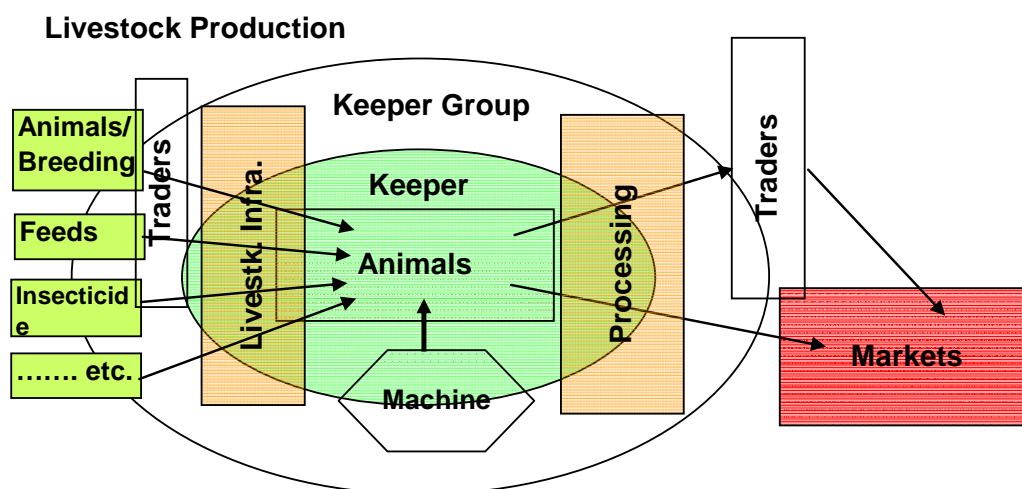 Livestock Production
Keeper Group
Animals/
Breeding
Traders
Livestk. Infra.
Keeper
Processing
Traders
Feeds
Animals
Insecticid
e
Markets
……. etc.
Machine